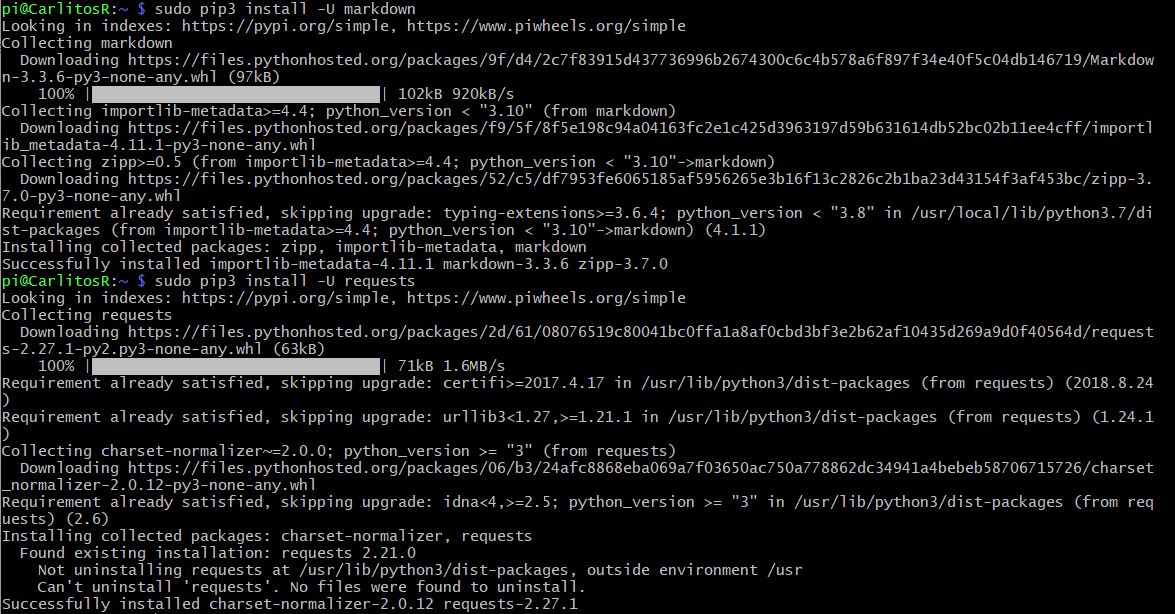 pi@CarlitosR:~ $ sudo pip3 install -U markdown
Looking in indexes: https://pypi.org/simple, https://www.piwheels.org/simple
Collecting markdown
  Downloading https://files.pythonhosted.org/packages/9f/d4/2c7f83915d437736996b2674300c6c4b578a6f897f34e40f5c04db146719/Markdow
n-3.3.6-py3-none-any.whl (97kB)
    100% |████████████████████████████████| 102kB 920kB/s
Collecting importlib-metadata>=4.4; python_version < "3.10" (from markdown)
  Downloading https://files.pythonhosted.org/packages/f9/5f/8f5e198c94a04163fc2e1c425d3963197d59b631614db52bc02b11ee4cff/importl
ib_metadata-4.11.1-py3-none-any.whl
Collecting zipp>=0.5 (from importlib-metadata>=4.4; python_version < "3.10"->markdown)
  Downloading https://files.pythonhosted.org/packages/52/c5/df7953fe6065185af5956265e3b16f13c2826c2b1ba23d43154f3af453bc/zipp-3.
7.0-py3-none-any.whl
Requirement already satisfied, skipping upgrade: typing-extensions>=3.6.4; python_version < "3.8" in /usr/local/lib/python3.7/di
st-packages (from importlib-metadata>=4.4; python_version < "3.10"->markdown) (4.1.1)
Installing collected packages: zipp, importlib-metadata, markdown
Successfully installed importlib-metadata-4.11.1 markdown-3.3.6 zipp-3.7.0
pi@CarlitosR:~ $ sudo pip3 install -U requests
Looking in indexes: https://pypi.org/simple, https://www.piwheels.org/simple
Collecting requests
  Downloading https://files.pythonhosted.org/packages/2d/61/08076519c80041bc0ffa1a8af0cbd3bf3e2b62af10435d269a9d0f40564d/request
s-2.27.1-py2.py3-none-any.whl (63kB)
    100% |████████████████████████████████| 71kB 1.6MB/s
Requirement already satisfied, skipping upgrade: certifi>=2017.4.17 in /usr/lib/python3/dist-packages (from requests) (2018.8.24
)
Requirement already satisfied, skipping upgrade: urllib3<1.27,>=1.21.1 in /usr/lib/python3/dist-packages (from requests) (1.24.1
)
Collecting charset-normalizer~=2.0.0; python_version >= "3" (from requests)
  Downloading https://files.pythonhosted.org/packages/06/b3/24afc8868eba069a7f03650ac750a778862dc34941a4bebeb58706715726/charset
_normalizer-2.0.12-py3-none-any.whl
Requirement already satisfied, skipping upgrade: idna<4,>=2.5; python_version >= "3" in /usr/lib/python3/dist-packages (from req
uests) (2.6)
Installing collected packages: charset-normalizer, requests
  Found existing installation: requests 2.21.0
    Not uninstalling requests at /usr/lib/python3/dist-packages, outside environment /usr
    Can't uninstall 'requests'. No files were found to uninstall.
Successfully installed charset-normalizer-2.0.12 requests-2.27.1